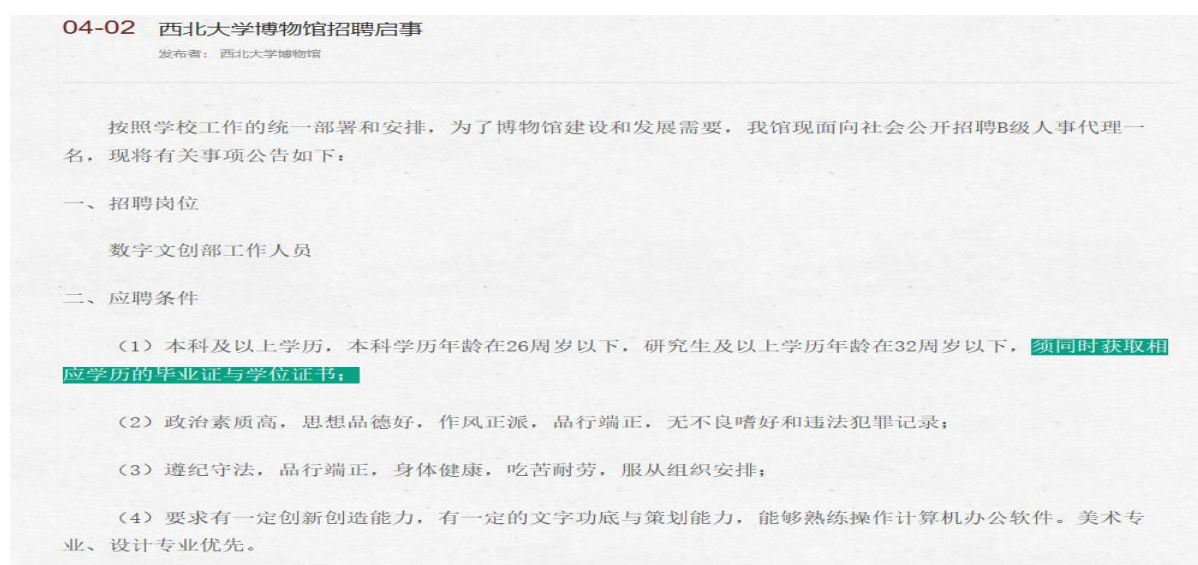 04-02 西北大学博物馆招聘启事
发布者： 西北大学博物馆
按照学校工作的统一部署和安排，为了博物馆建设和发展需要，我馆现面向社会公开招聘B级人事代理一
名，现将有关事项公告如下：
一、招聘岗位
数字文创部工作人员
二、应聘条件
（1）本科及以上学历，本科学历年龄在26周岁以下，研究生及以上学历年龄在32周岁以下，须同时获取相
应学历的毕业证与学位证书；
（2）政治素质高，思想品德好，作风正派，品行端正，无不良嗜好和违法犯罪记录；
（3）遵纪守法，品行端正，身体健康，吃苦耐劳，服从组织安排；
（4）要求有一定创新创造能力，有一定的文字功底与策划能力，能够熟练操作计算机办公软件。美术专
业、设计专业优先。